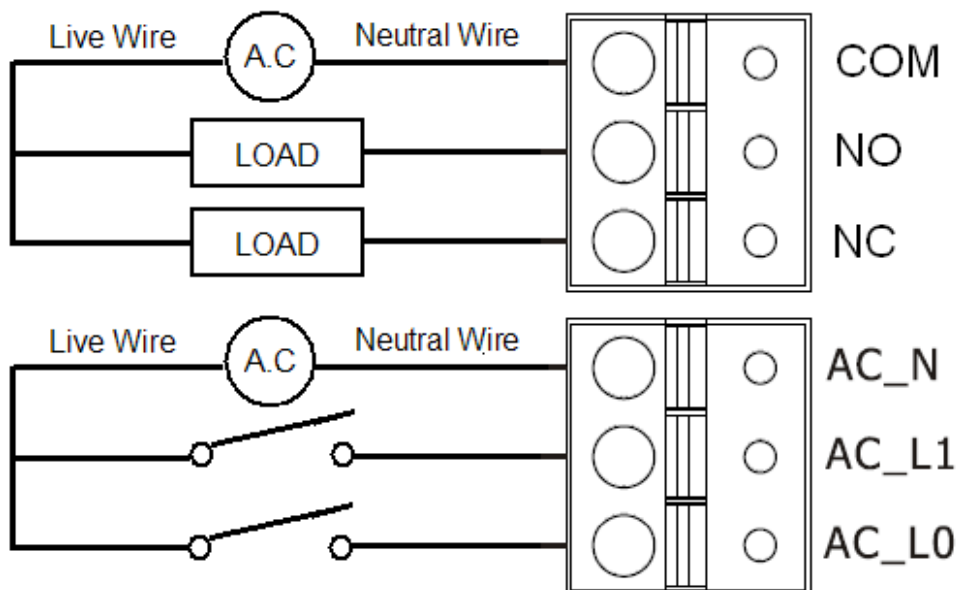 Live Wire A.C Neutral Wire COM
LOAD NO
LOAD NC
Live Wire A.C Neutral Wire AC_N
AC_L1
AC_L0